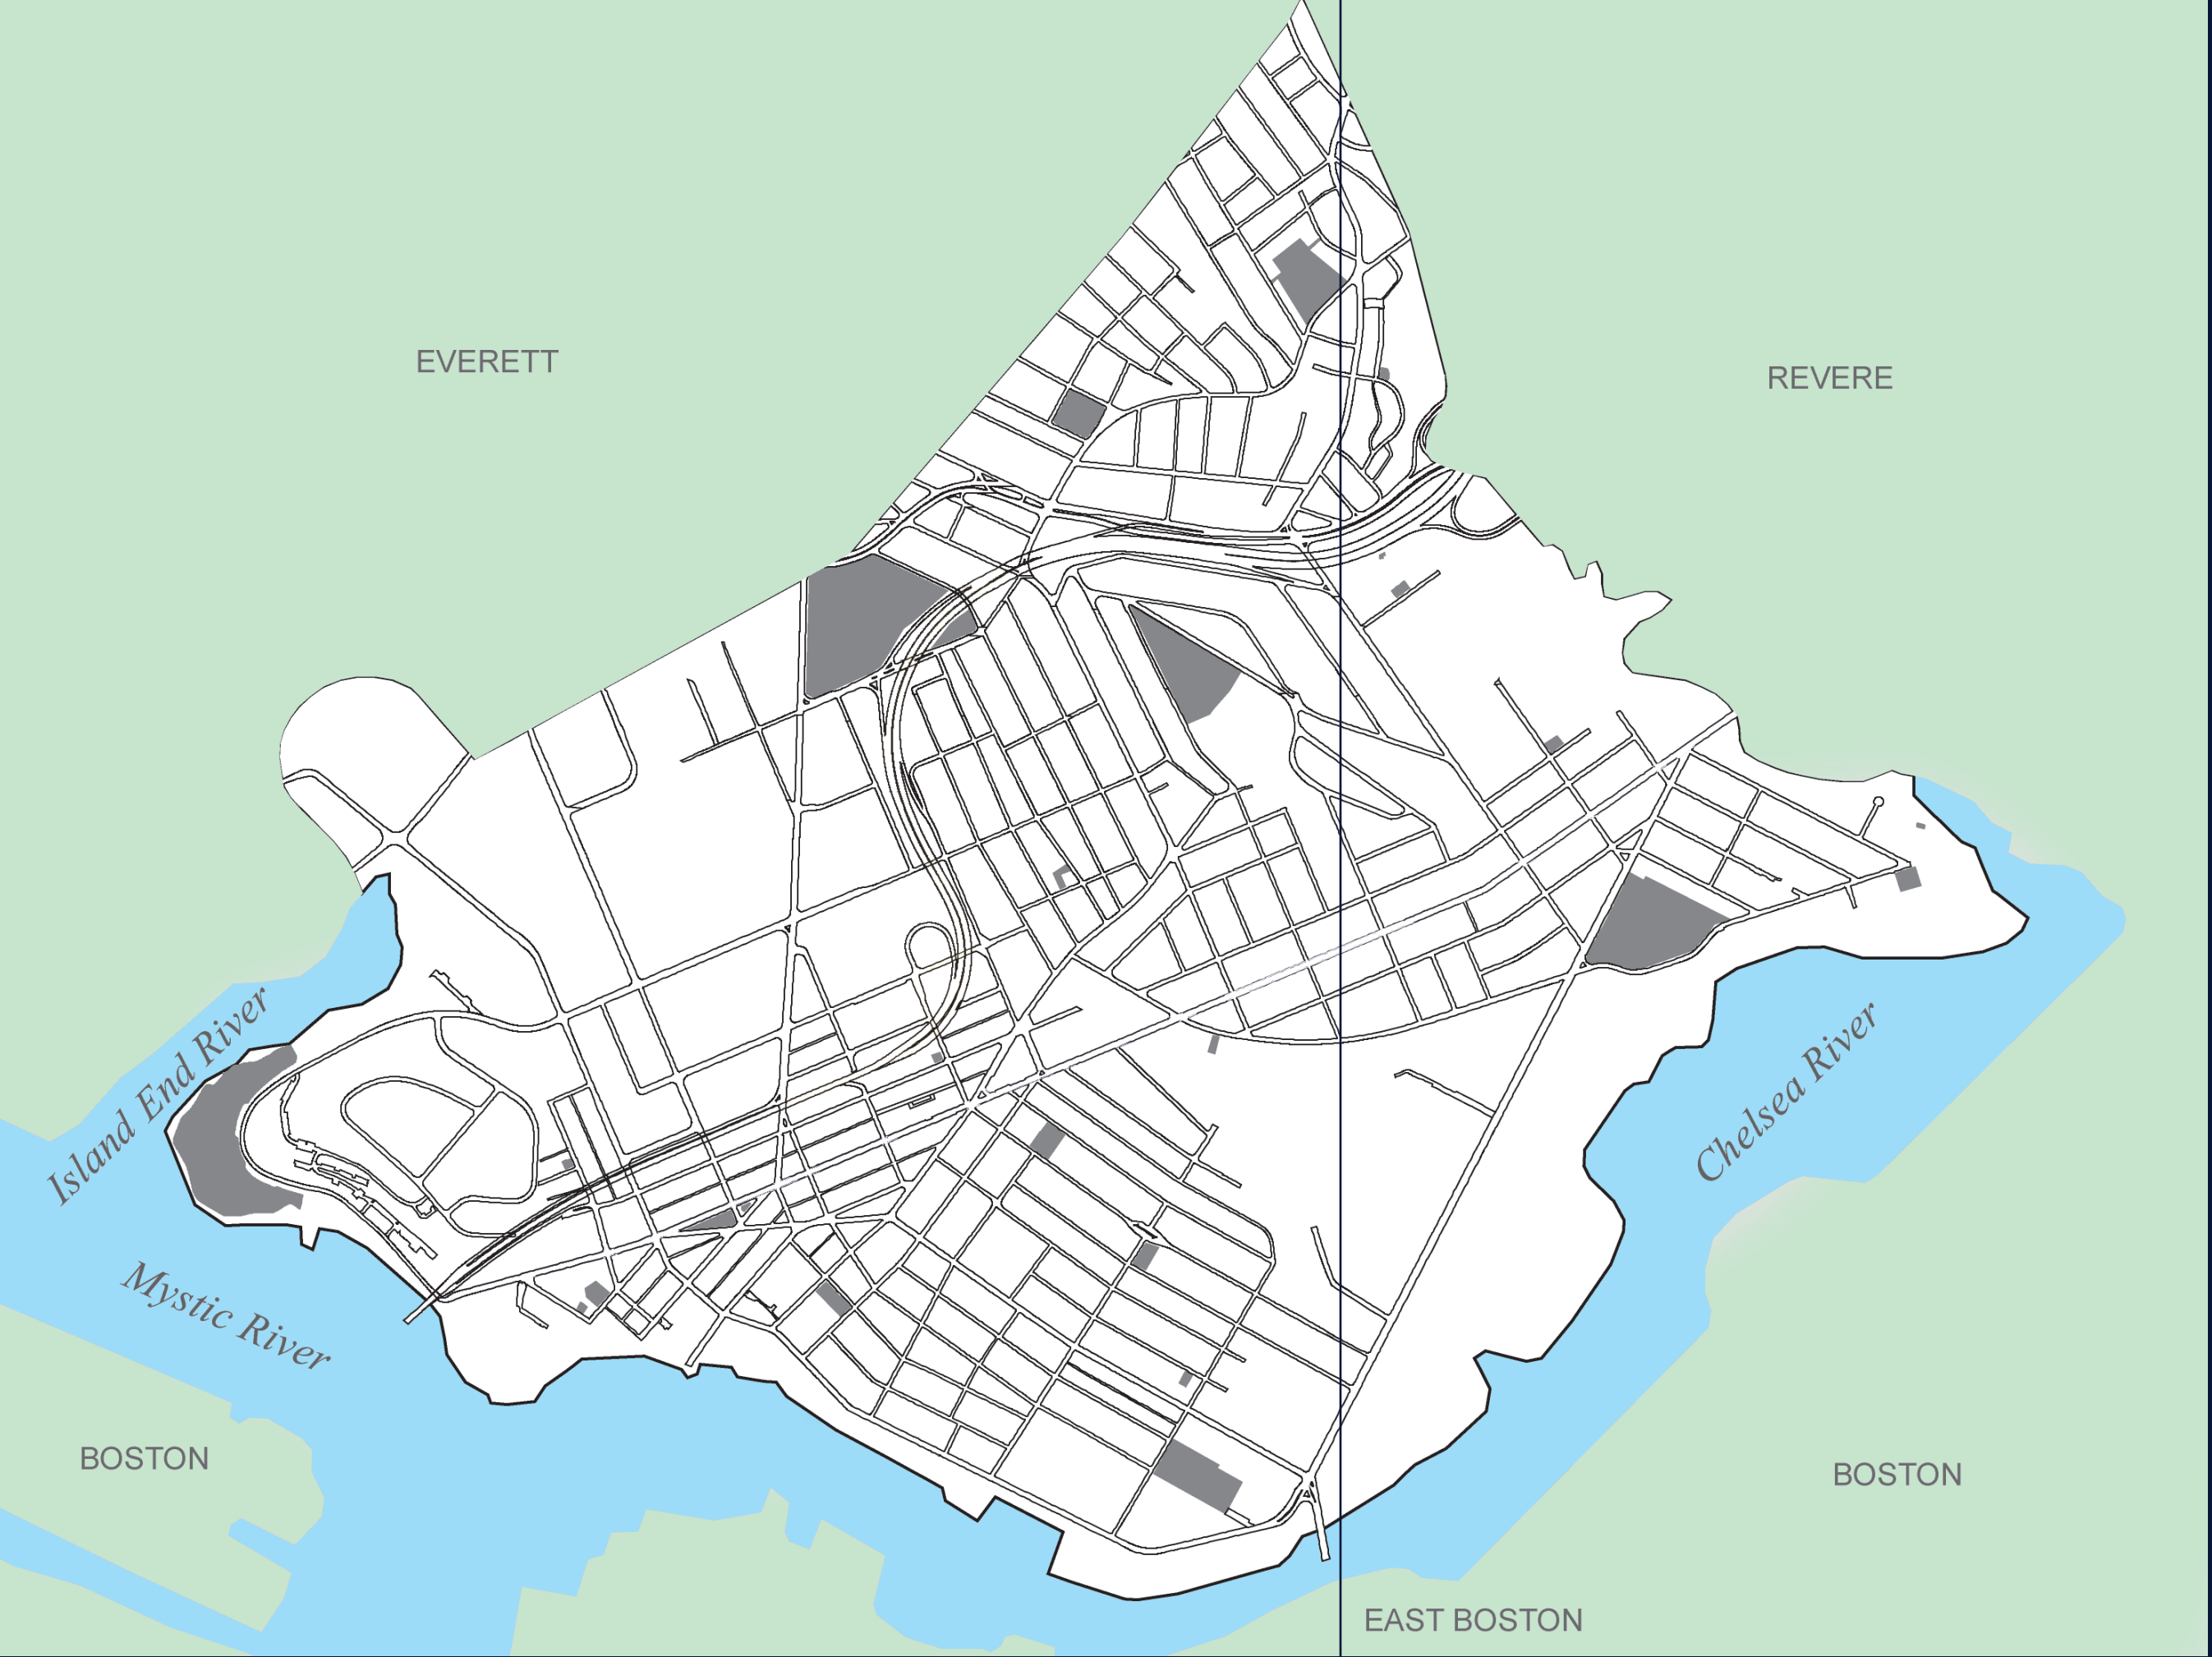 EVERETT
REVERE
Island End River
Chelsea River
Mystic River
BOSTON
BOSTON
EAST BOSTON